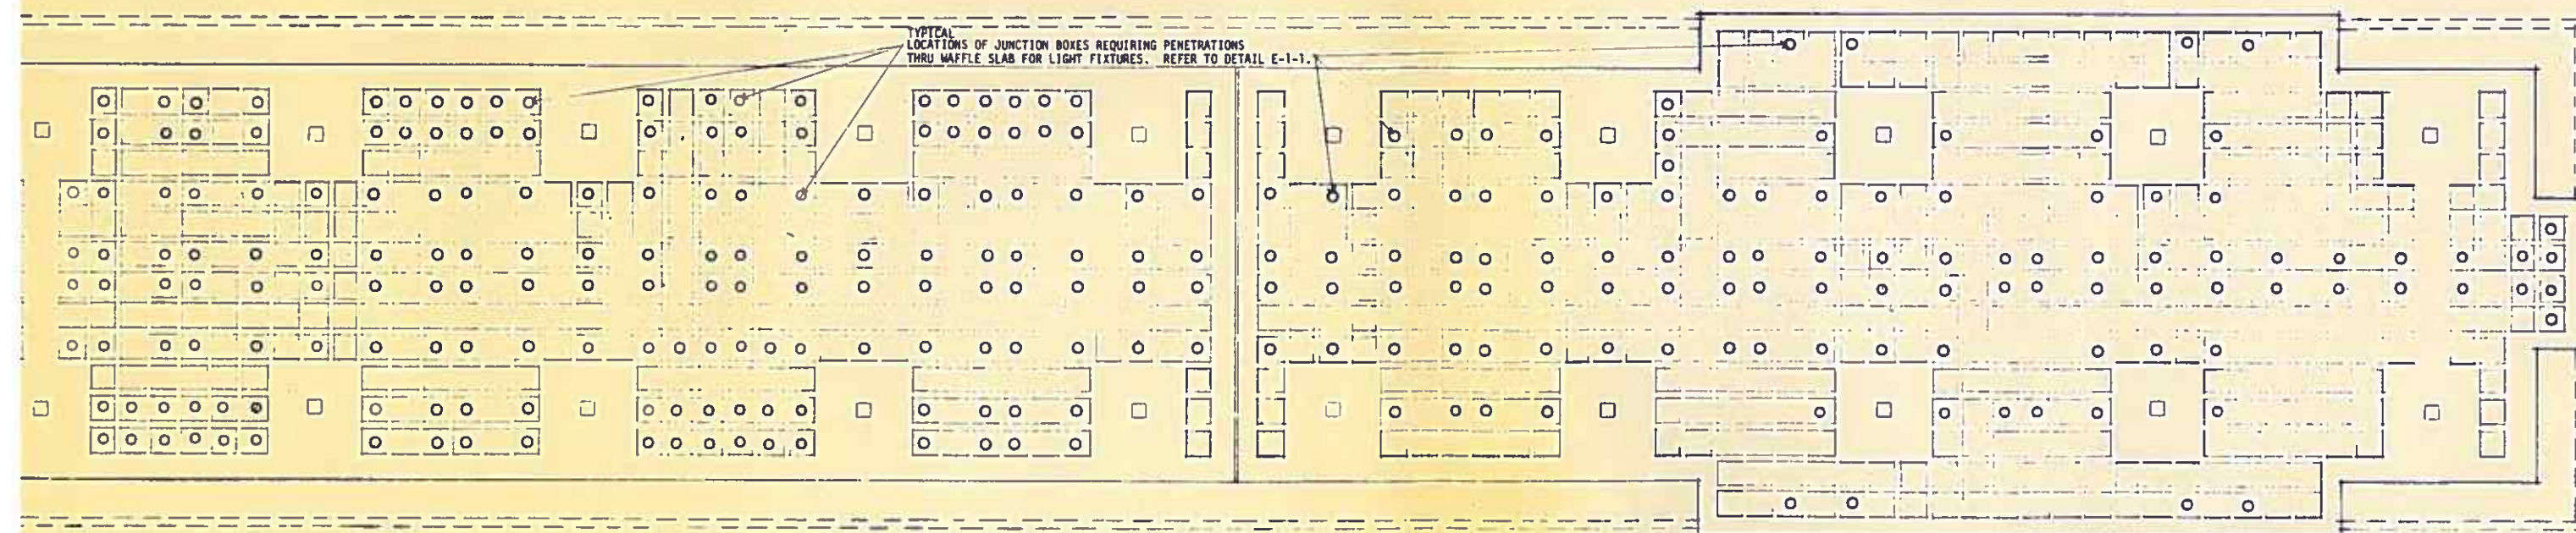 TYPICAL
LOCATIONS OF JUNCTION BOXES REQUIRING PENETRATIONS
THRU WAFFLE SLAB FOR LIGHT FIXTURES. REFER TO DETAIL E-1-1.